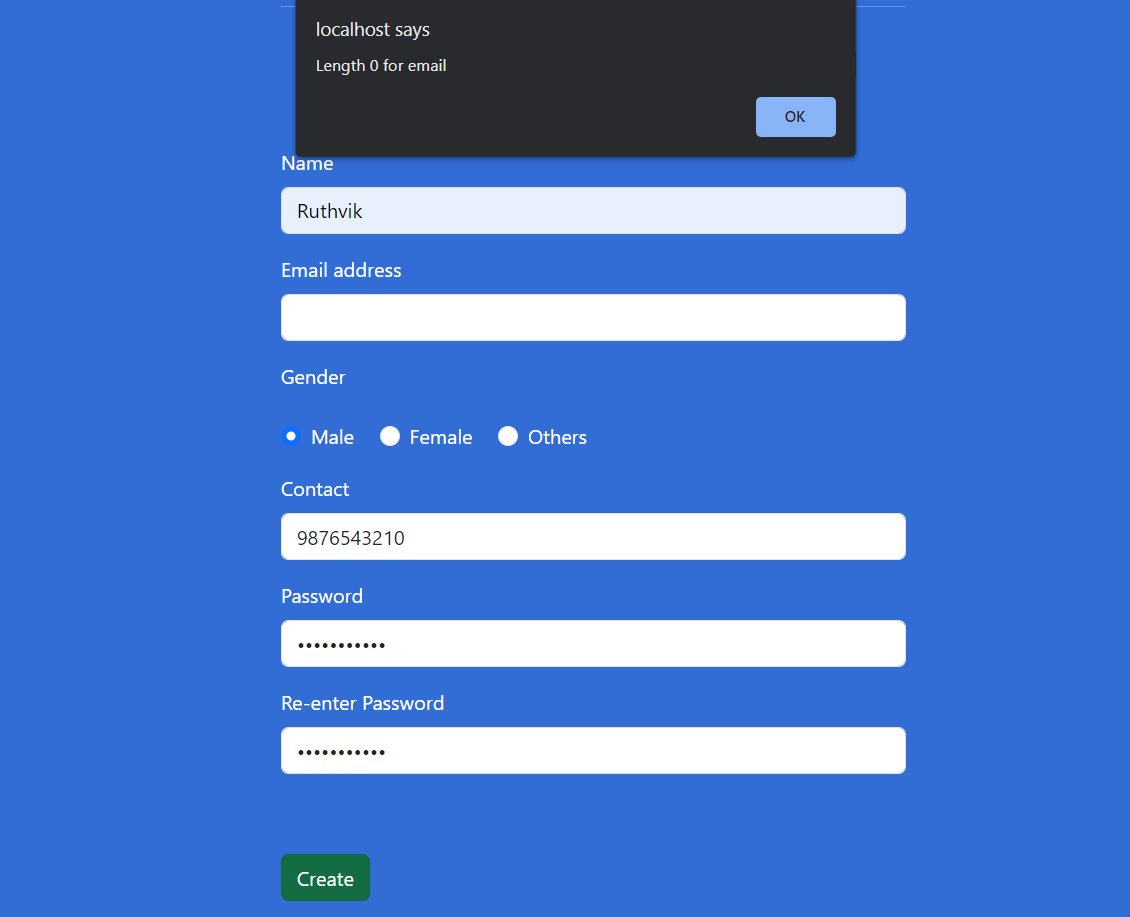 localhost says
Length 0 for email
OK
Name
Ruthvik
Email address
Gender
Male Female Others
Contact
9876543210
Password
•••••••••••
Re-enter Password
•••••••••••
Create